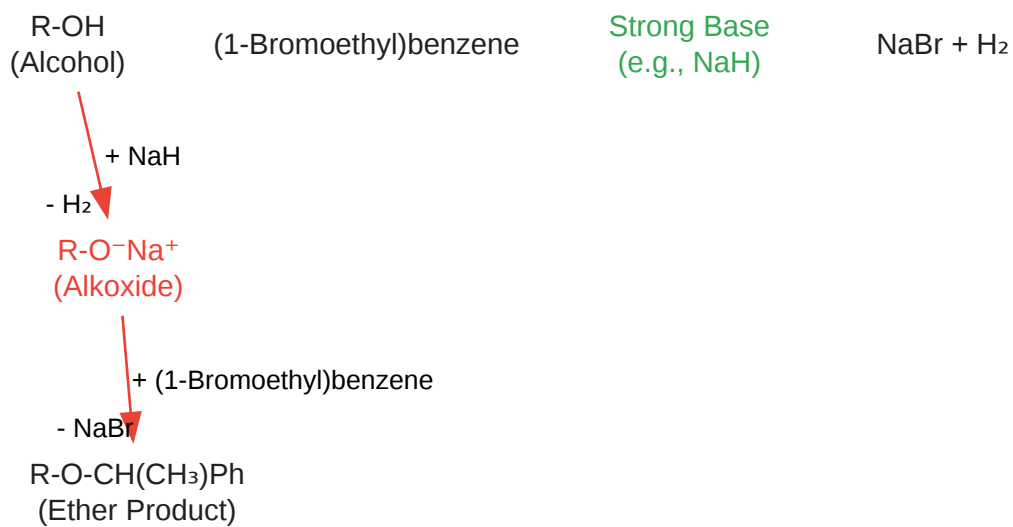 R-OH
(Alcohol)
(1-Bromoethyl)benzene
Strong Base
(e.g., NaH)
NaBr + H₂
+ NaH
- H₂
R-O⁻Na⁺
(Alkoxide)
+ (1-Bromoethyl)benzene
- NaBr
R-O-CH(CH₃)Ph
(Ether Product)